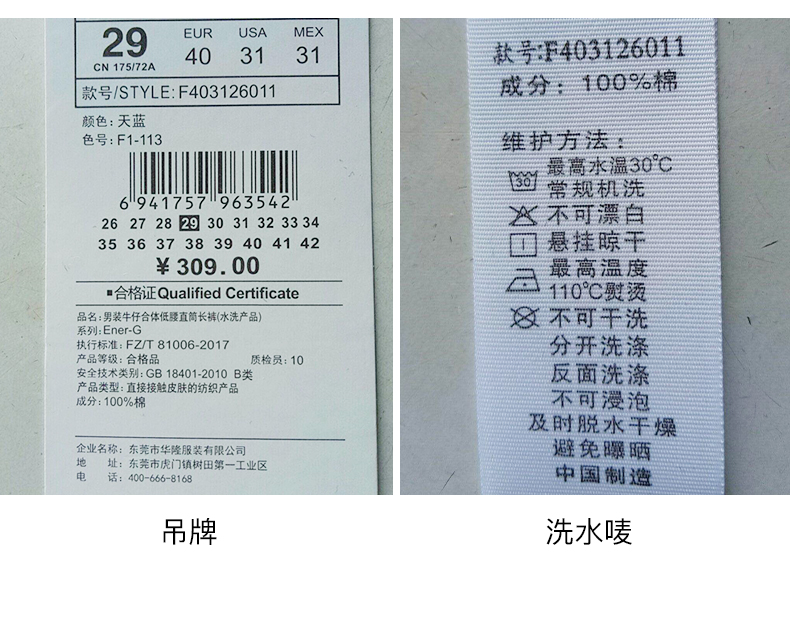 29 EUR USA MEX
CN 175/72A 40 31 31
款号/STYLE: F403126011
颜色: 天蓝
色号: F1-113
6 941757 963542
26 27 28 29 30 31 32 33 34
35 36 37 38 39 40 41 42
¥ 309.00
■合格证Qualified Certificate
品名: 男装牛仔合体低腰直筒长裤(水洗产品)
系列: Ener-G
执行标准: FZ/T 81006-2017
产品等级: 合格品 质检员: 10
安全技术类别: GB 18401-2010 B类
产品类型: 直接接触皮肤的纺织产品
成分: 100%棉
企业名称: 东莞市华隆服装有限公司
地 址: 东莞市虎门镇树田第一工业区
电 话: 400-666-8168
吊牌
款号:F403126011
成分: 100%棉
维护方法:
30 最高水温30℃
常规机洗
不可漂白
悬挂晾干
最高温度
110℃熨烫
不可干洗
分开洗涤
反面洗涤
不可浸泡
及时脱水干燥
避免曝晒
中国制造
洗水唛